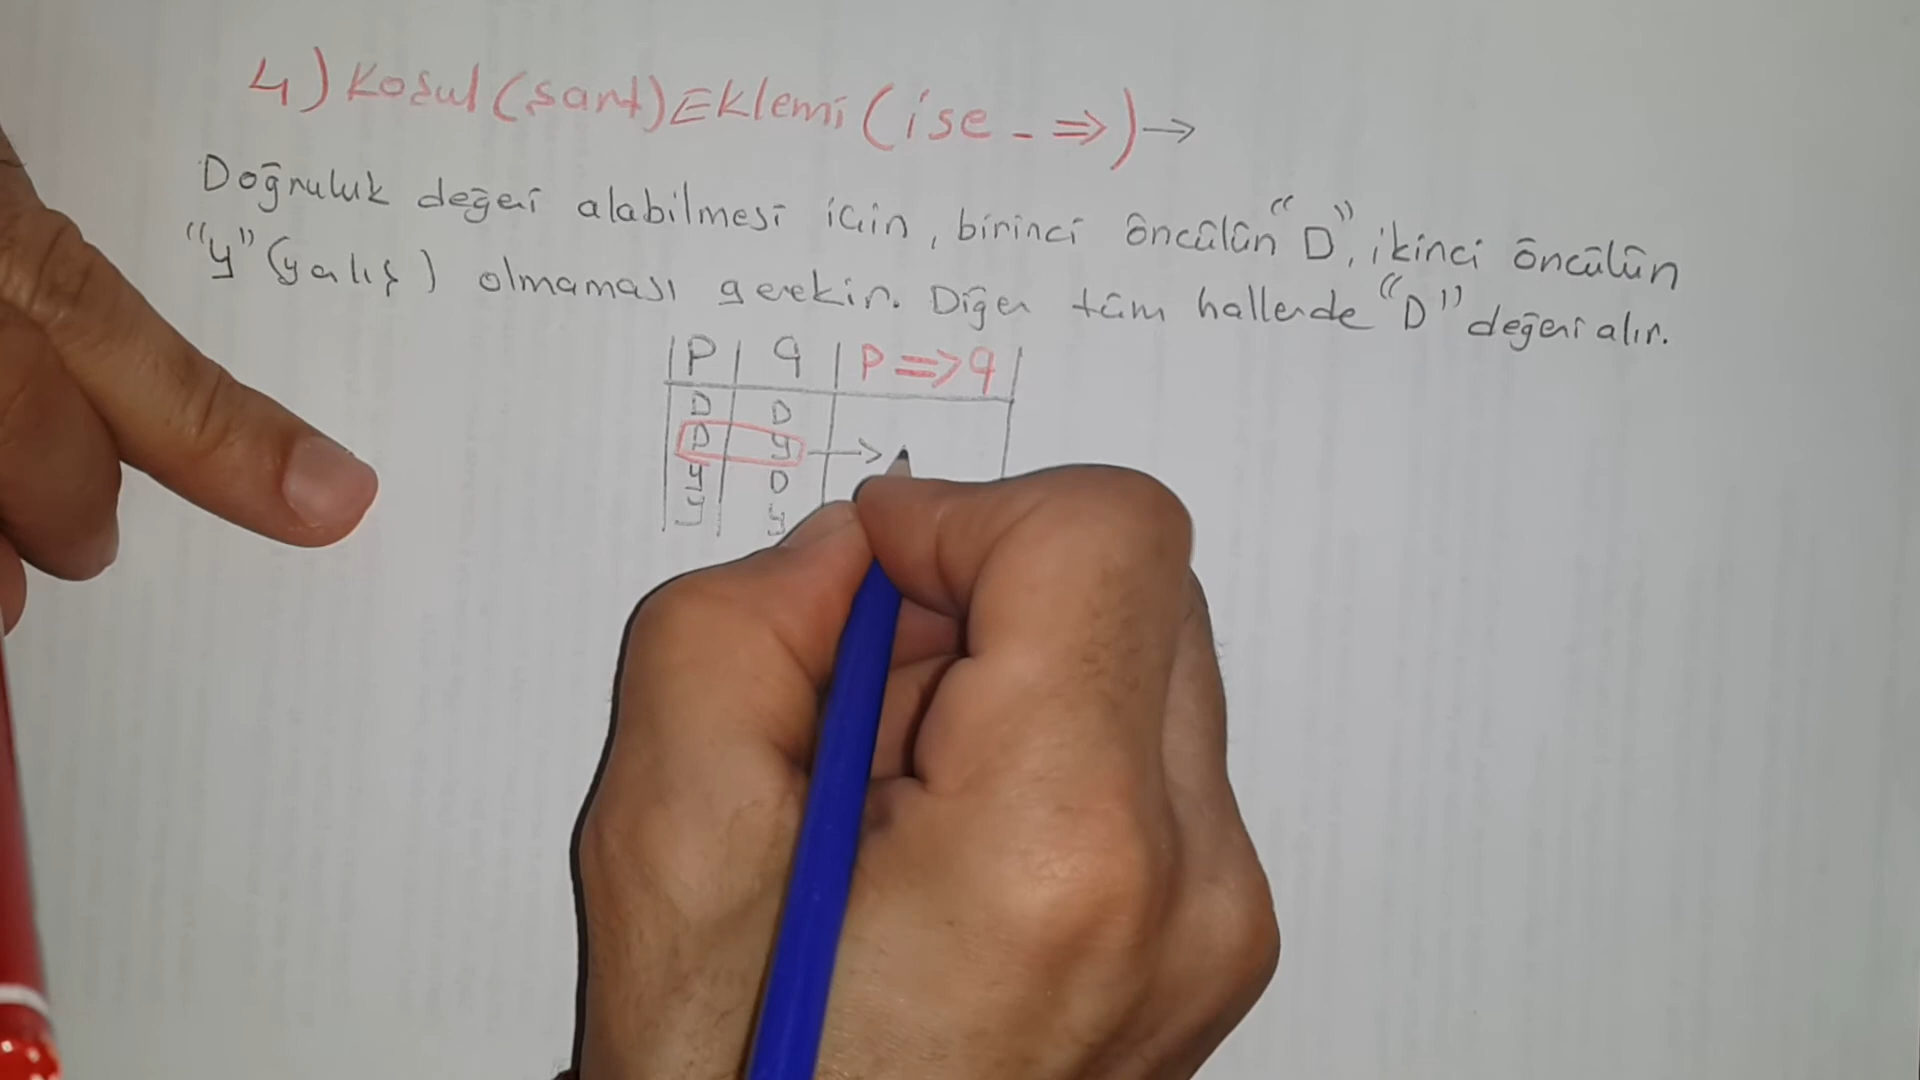 4) Koşul (şart) Eklemi (ise - ⇒) →
Doğruluk değeri alabilmesi için, birinci öncülün "D", ikinci öncülün
"y" (yalış) olmaması gerekir. Diğer tüm hallerde "D" değeri alır.
P | q | P ⇒ q
D D
D y →
y D
y y